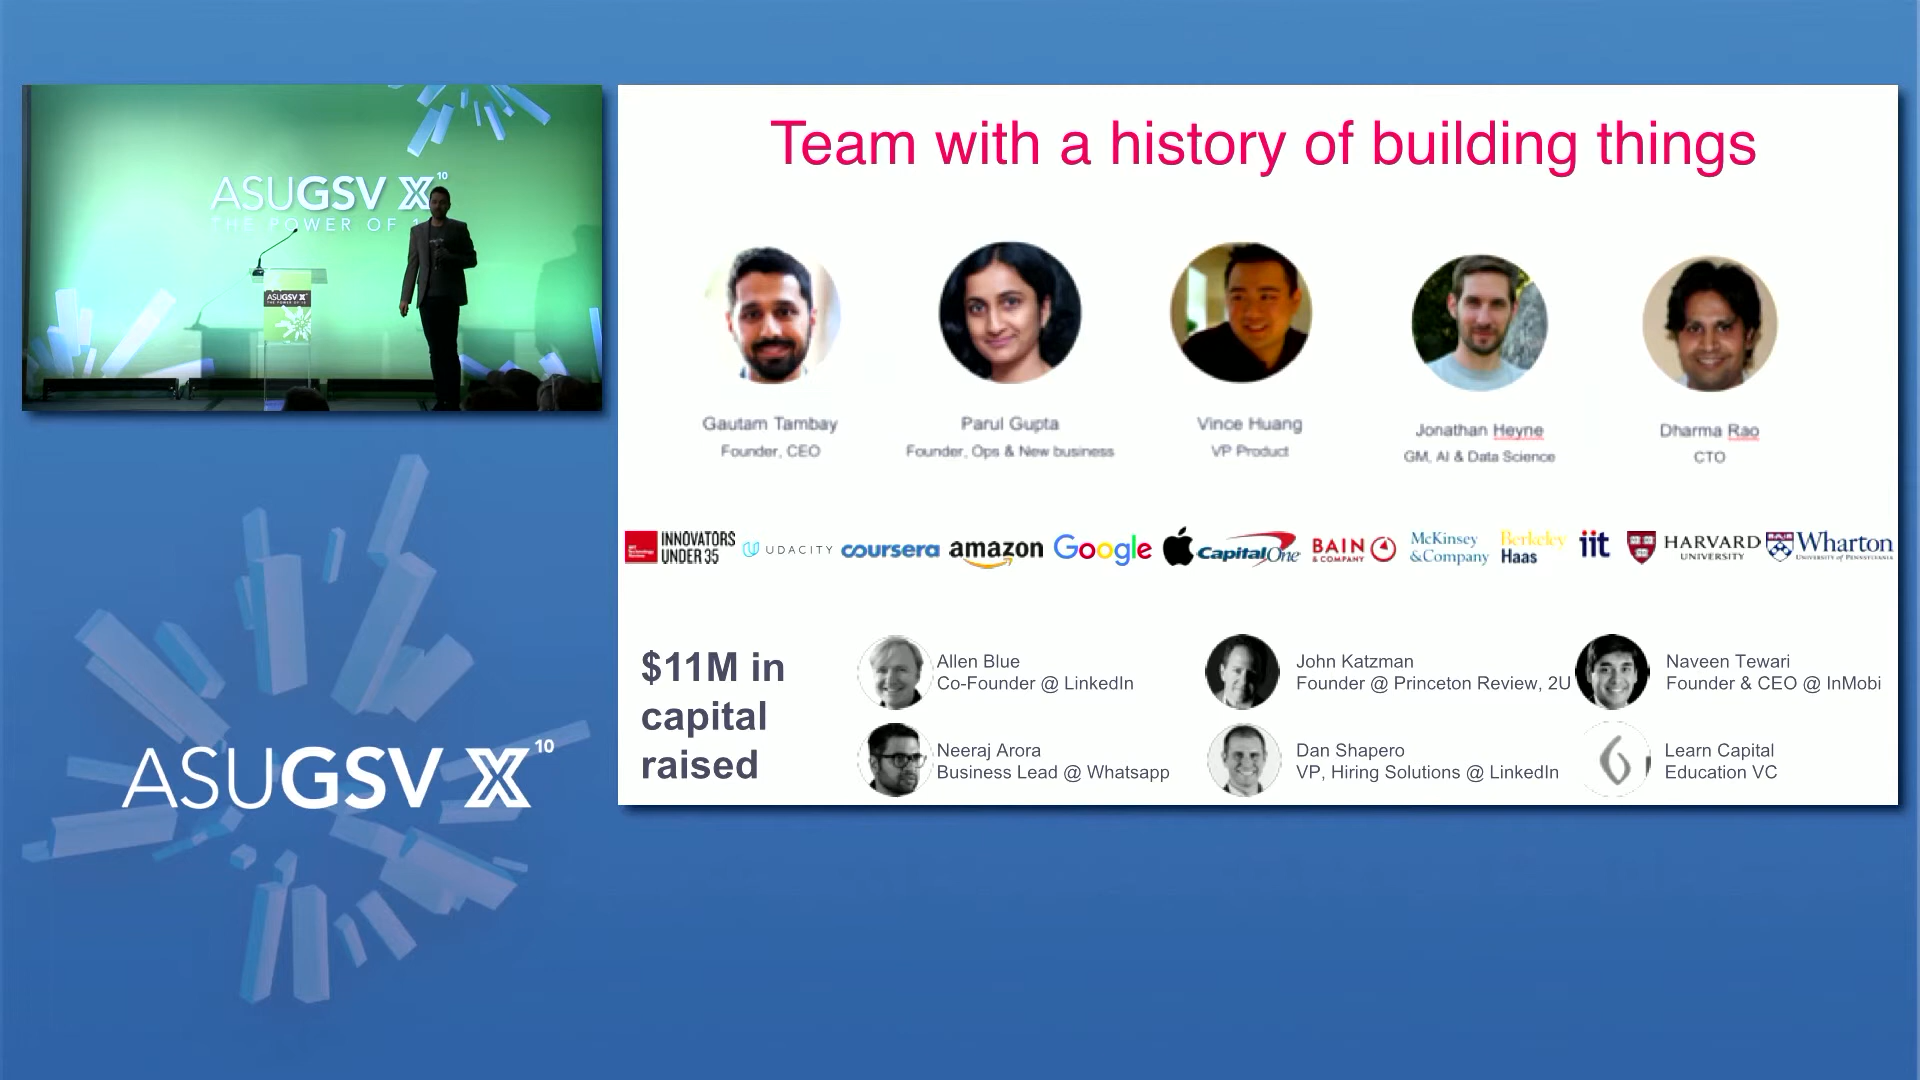 ASUGSV X10
THE POWER OF 1
ASUGSV X
Team with a history of building things
Gautam Tambay
Founder, CEO
Parul Gupta
Founder, Ops & New business
Vince Huang
VP Product
Jonathan Heyne
GM, AI & Data Science
Dharma Rao
CTO
INNOVATORS
UNDER 35
UDACITY
coursera
amazon
Google
CapitalOne
BAIN
& COMPANY
McKinsey
&Company
Berkeley
Haas
iit
HARVARD
UNIVERSITY
Wharton
UNIVERSITY of PENNSYLVANIA
$11M in
capital
raised
Allen Blue
Co-Founder @ LinkedIn
John Katzman
Founder @ Princeton Review, 2U
Naveen Tewari
Founder & CEO @ InMobi
Neeraj Arora
Business Lead @ Whatsapp
Dan Shapero
VP, Hiring Solutions @ LinkedIn
Learn Capital
Education VC
ASUGSV X10